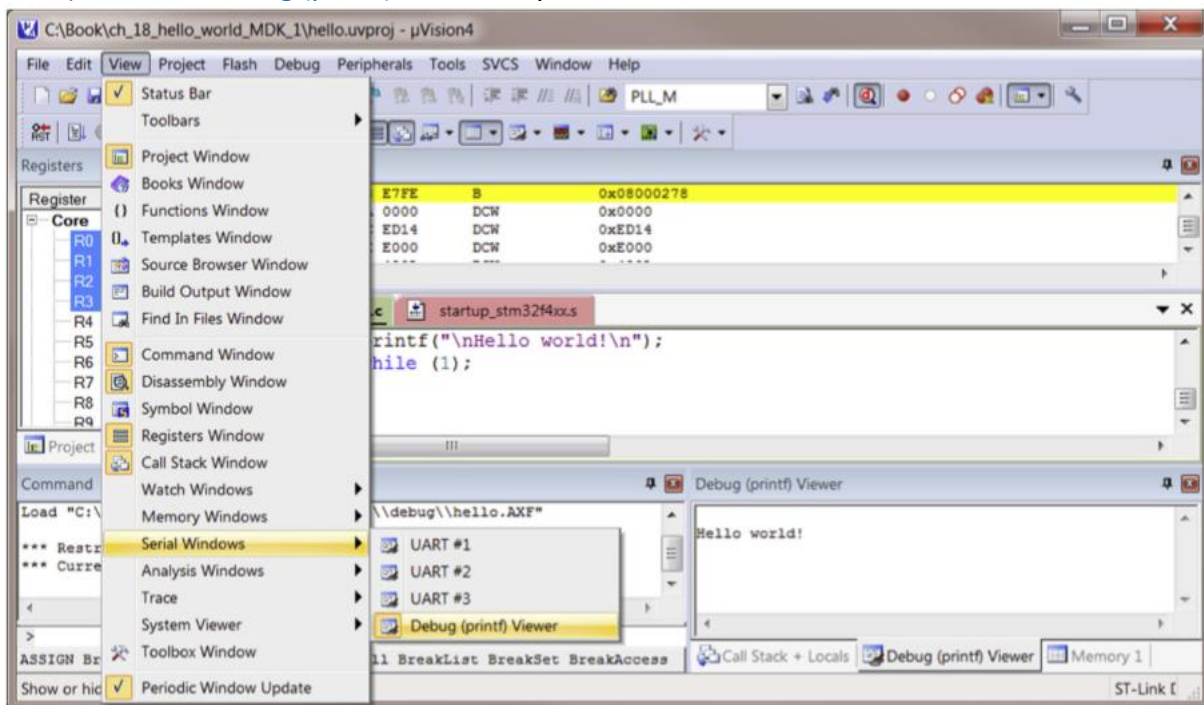 C:\Book\ch_18_hello_world_MDK_1\hello.uvproj - µVision4
File Edit View Project Flash Debug Peripherals Tools SVCS Window Help
Status Bar
Toolbars
Project Window
Books Window
Functions Window
Templates Window
Source Browser Window
Build Output Window
Find In Files Window
Command Window
Disassembly Window
Symbol Window
Registers Window
Call Stack Window
Watch Windows
Memory Windows
Serial Windows
Analysis Windows
Trace
System Viewer
Toolbox Window
Periodic Window Update
UART #1
UART #2
UART #3
Debug (printf) Viewer
PLL_M
RST
Registers
Register
Core
R0
R1
R2
R3
R4
R5
R6
R7
R8
R9
Project
E7FE B 0x08000278
0000 DCW 0x0000
ED14 DCW 0xED14
E000 DCW 0xE000
.c startup_stm32f4xx.s
rintf("\nHello world!\n");
hile (1);
Command
Load "C:\ \\debug\\hello.AXF"
*** Restr
*** Curre
>
ASSIGN Br ll BreakList BreakSet BreakAccess
Debug (printf) Viewer
Hello world!
Call Stack + Locals Debug (printf) Viewer Memory 1
Show or hid ST-Link